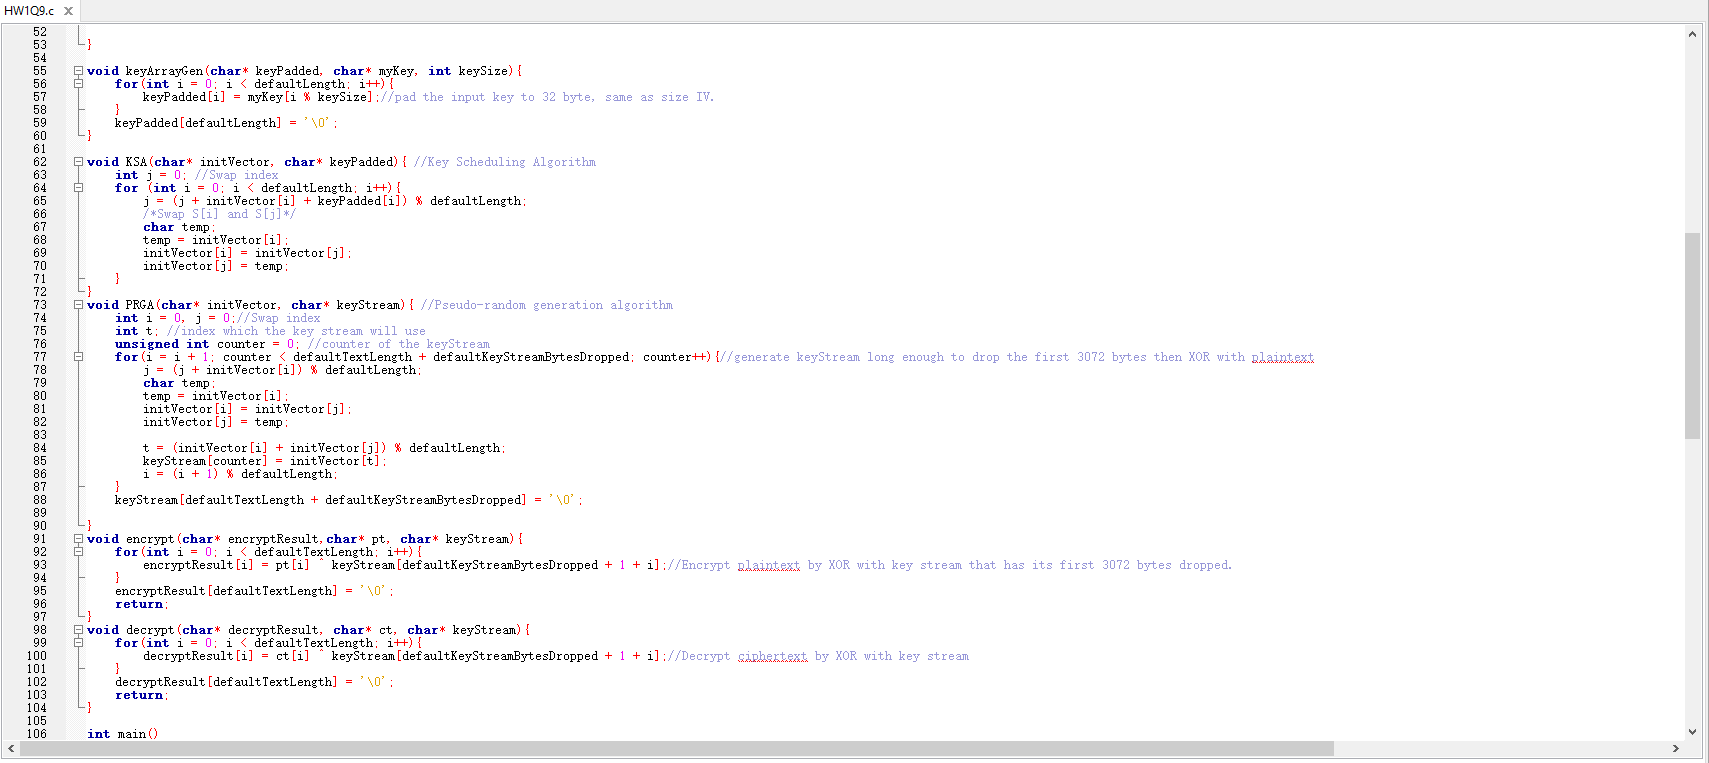 HW1Q9.c
52
53 }
54
55 void keyArrayGen(char* keyPadded, char* myKey, int keySize){
56 for(int i = 0; i < defaultLength; i++){
57 keyPadded[i] = myKey[i % keySize];//pad the input key to 32 byte, same as size IV.
58 }
59 keyPadded[defaultLength] = '\0';
60 }
61
62 void KSA(char* initVector, char* keyPadded){ //Key Scheduling Algorithm
63 int j = 0; //Swap index
64 for (int i = 0; i < defaultLength; i++){
65 j = (j + initVector[i] + keyPadded[i]) % defaultLength;
66 /*Swap S[i] and S[j]*/
67 char temp;
68 temp = initVector[i];
69 initVector[i] = initVector[j];
70 initVector[j] = temp;
71 }
72 }
73 void PRGA(char* initVector, char* keyStream){ //Pseudo-random generation algorithm
74 int i = 0, j = 0;//Swap index
75 int t; //index which the key stream will use
76 unsigned int counter = 0; //counter of the keyStream
77 for(i = i + 1; counter < defaultTextLength + defaultKeyStreamBytesDropped; counter++){//generate keyStream long enough to drop the first 3072 bytes then XOR with plaintext
78 j = (j + initVector[i]) % defaultLength;
79 char temp;
80 temp = initVector[i];
81 initVector[i] = initVector[j];
82 initVector[j] = temp;
83
84 t = (initVector[i] + initVector[j]) % defaultLength;
85 keyStream[counter] = initVector[t];
86 i = (i + 1) % defaultLength;
87 }
88 keyStream[defaultTextLength + defaultKeyStreamBytesDropped] = '\0';
89
90 }
91 void encrypt(char* encryptResult,char* pt, char* keyStream){
92 for(int i = 0; i < defaultTextLength; i++){
93 encryptResult[i] = pt[i] ^ keyStream[defaultKeyStreamBytesDropped + 1 + i];//Encrypt plaintext by XOR with key stream that has its first 3072 bytes dropped.
94 }
95 encryptResult[defaultTextLength] = '\0';
96 return;
97 }
98 void decrypt(char* decryptResult, char* ct, char* keyStream){
99 for(int i = 0; i < defaultTextLength; i++){
100 decryptResult[i] = ct[i] ^ keyStream[defaultKeyStreamBytesDropped + 1 + i];//Decrypt ciphertext by XOR with key stream
101 }
102 decryptResult[defaultTextLength] = '\0';
103 return;
104 }
105
106 int main()